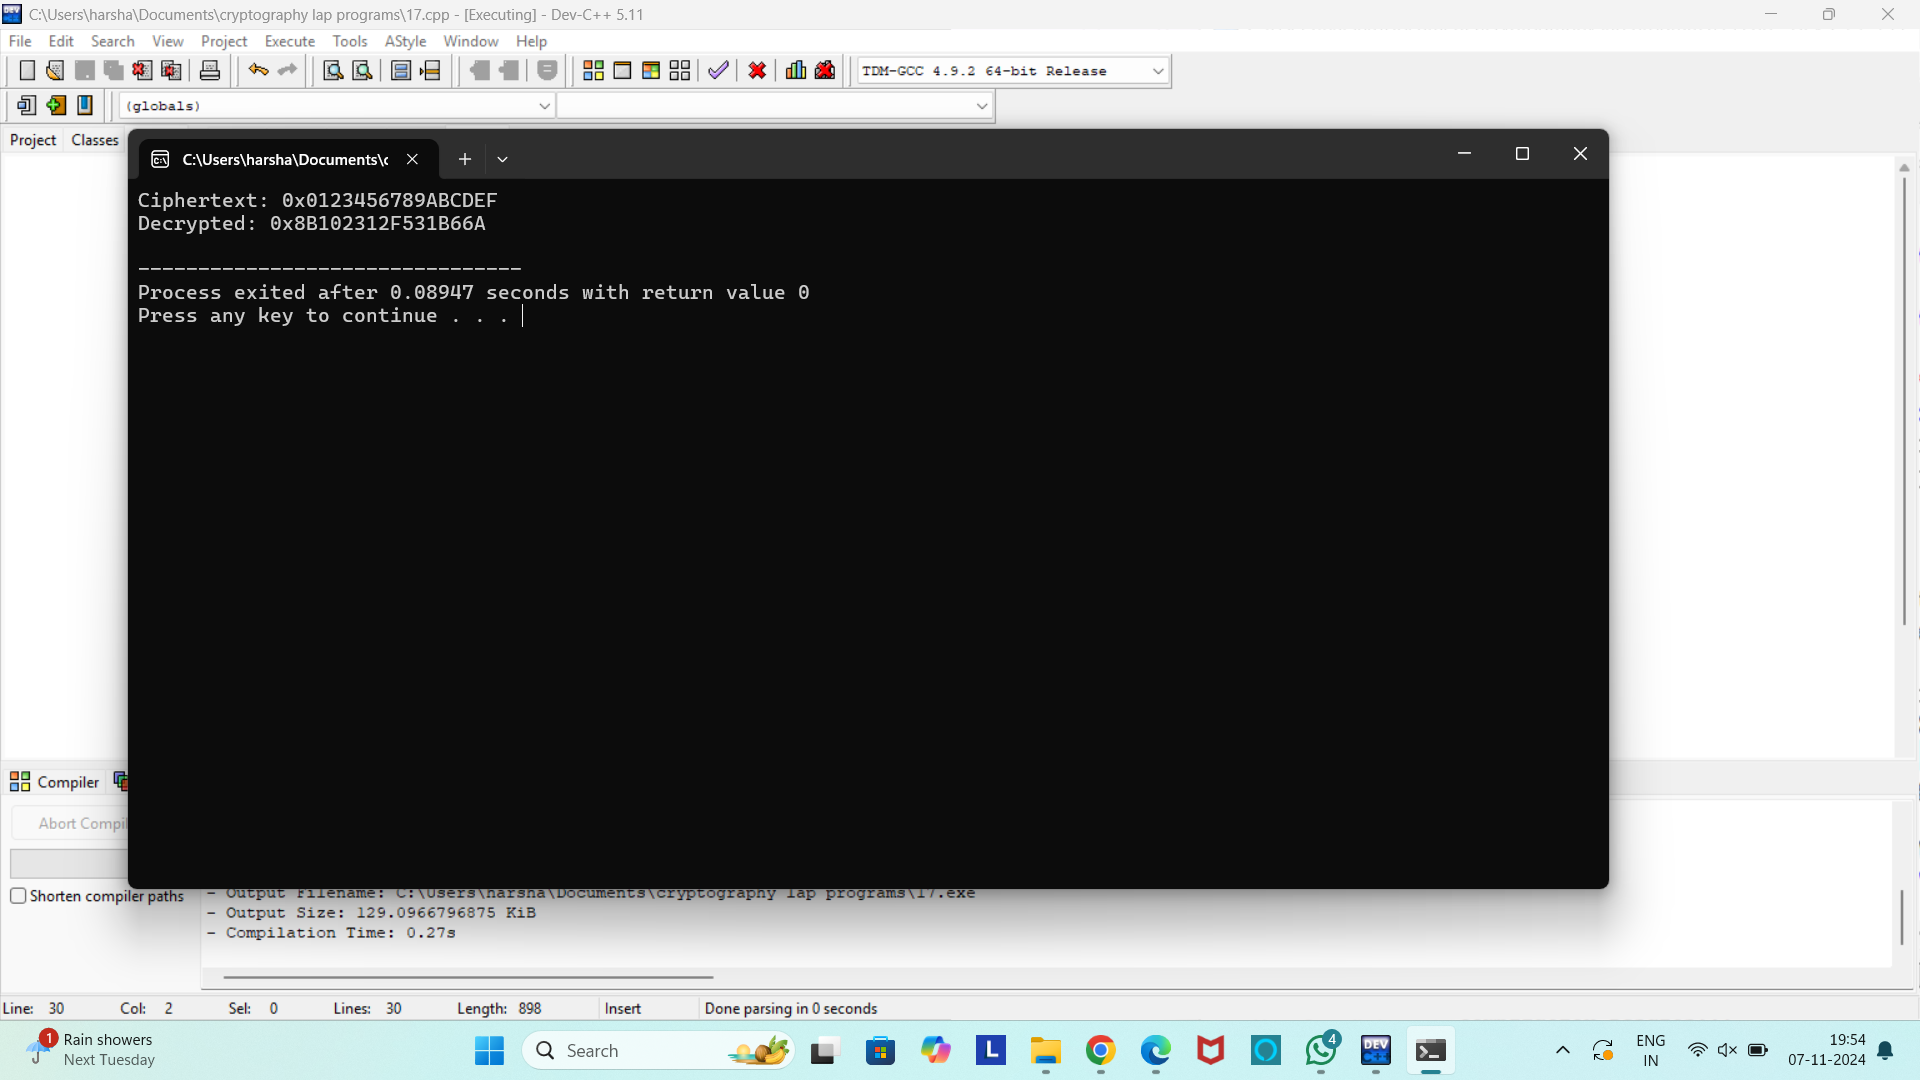 C:\Users\harsha\Documents\cryptography lap programs\17.cpp - [Executing] - Dev-C++ 5.11
File Edit Search View Project Execute Tools AStyle Window Help
TDM-GCC 4.9.2 64-bit Release
(globals)
Project Classes
C:\Users\harsha\Documents\c
Ciphertext: 0x0123456789ABCDEF
Decrypted: 0x8B102312F531B66A
--------------------------------
Process exited after 0.08947 seconds with return value 0
Press any key to continue . . .
Compiler
Abort Compil
Shorten compiler paths
- Output Filename: C:\Users\harsha\Documents\cryptography lap programs\17.exe
- Output Size: 129.0966796875 KiB
- Compilation Time: 0.27s
Line: 30 Col: 2 Sel: 0 Lines: 30 Length: 898 Insert Done parsing in 0 seconds
1 Rain showers
Next Tuesday
Search
L
4
DEV
C++
ENG
IN
19:54
07-11-2024